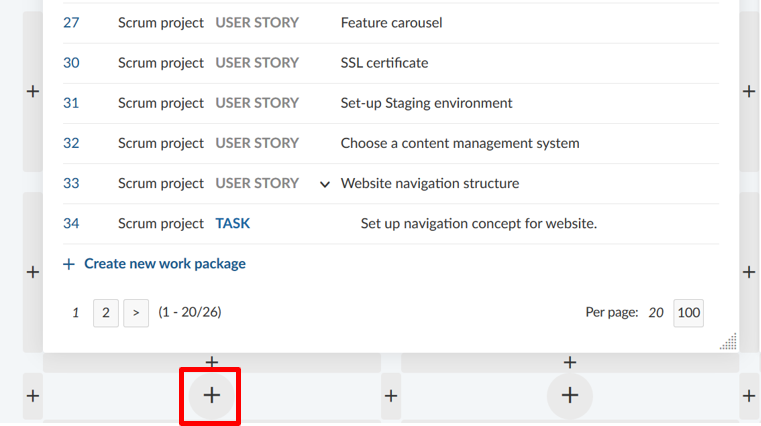 27 Scrum project USER STORY Feature carousel
30 Scrum project USER STORY SSL certificate
31 Scrum project USER STORY Set-up Staging environment
32 Scrum project USER STORY Choose a content management system
33 Scrum project USER STORY Website navigation structure
34 Scrum project TASK Set up navigation concept for website.
+ Create new work package
1 2 > (1 - 20/26) Per page: 20 100